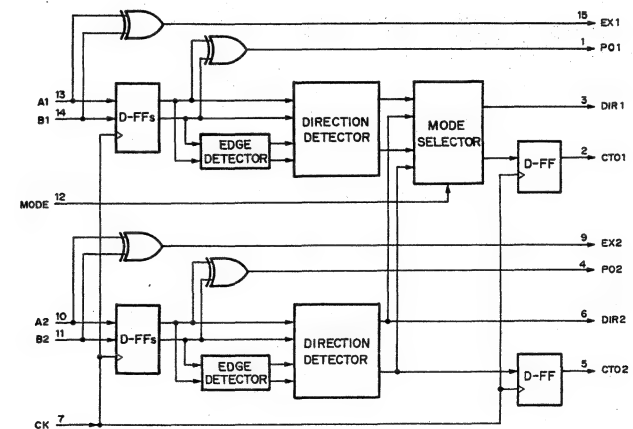 15 EX1
1 PO1
A1 13
B1 14
D-FFs
EDGE
DETECTOR
DIRECTION
DETECTOR
MODE
SELECTOR
3 DIR1
D-FF
2 CTO1
MODE 12
9 EX2
4 PO2
A2 10
B2 11
D-FFs
EDGE
DETECTOR
DIRECTION
DETECTOR
6 DIR2
D-FF
5 CTO2
CK 7